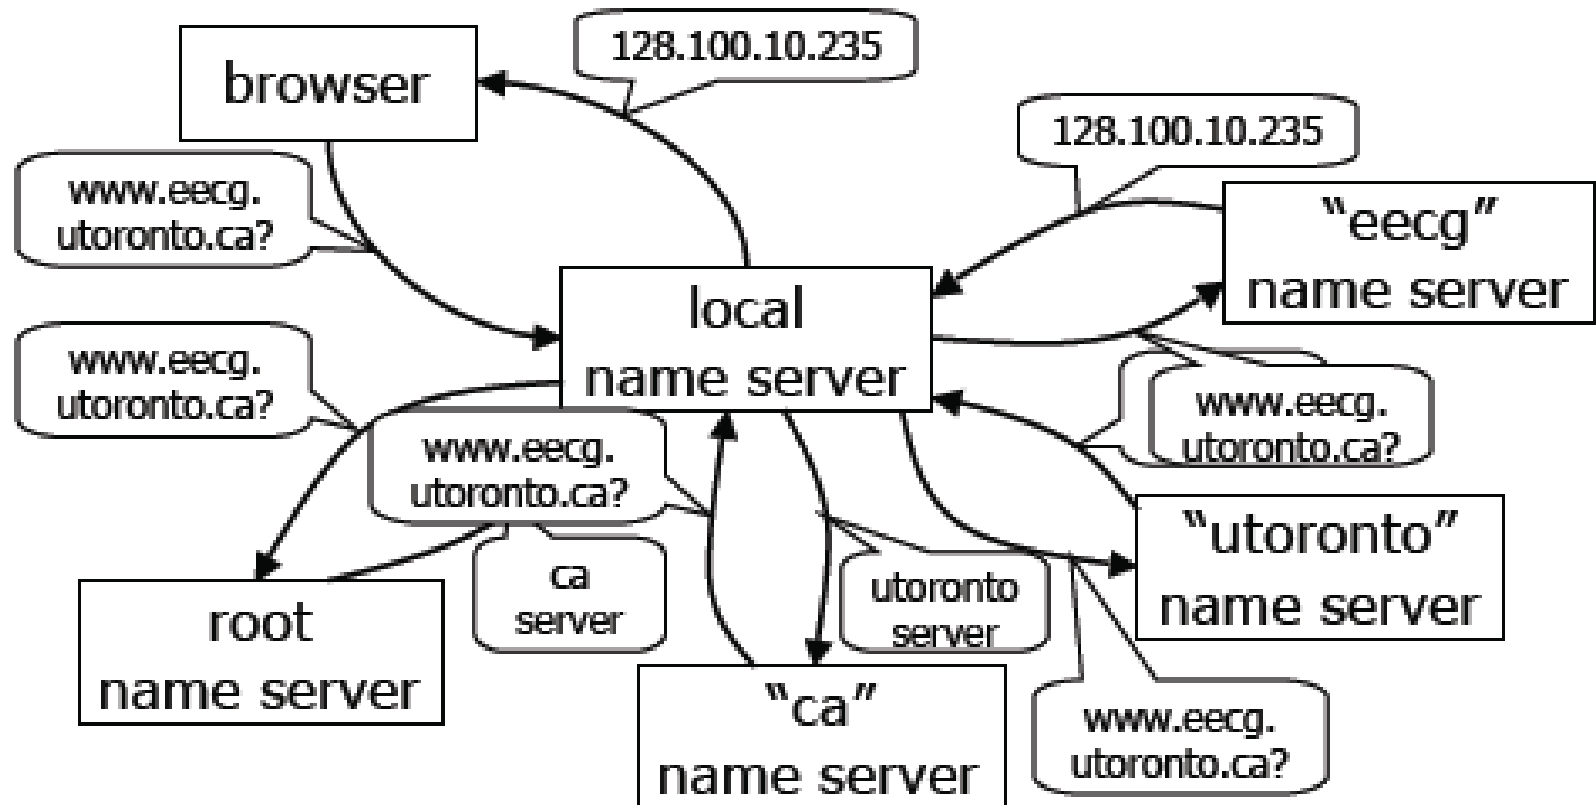 128.100.10.235
browser
128.100.10.235
www.eecg.
utoronto.ca?
“eecg”
name server
local
name server
www.eecg.
utoronto.ca?
www.eecg.
utoronto.ca?
www.eecg.
utoronto.ca?
“utoronto”
name server
ca
server
utoronto
server
root
name server
“ca”
name server
www.eecg.
utoronto.ca?